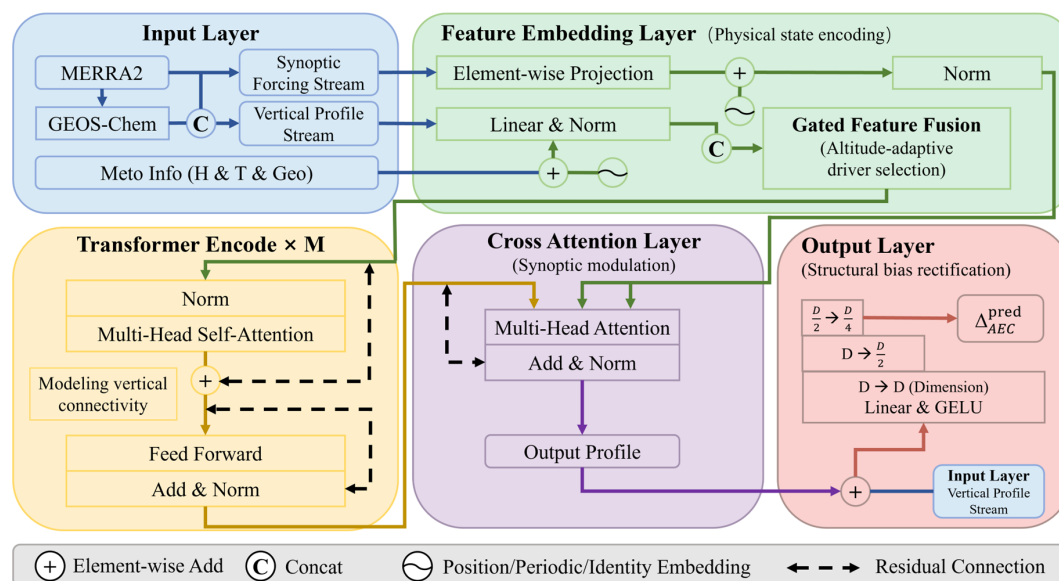 Input Layer
MERRA2
GEOS-Chem
C
Synoptic
Forcing Stream
Vertical Profile
Stream
Meto Info (H & T & Geo)
Feature Embedding Layer (Physical state encoding)
Element-wise Projection
+
Norm
Linear & Norm
C
+
Gated Feature Fusion
(Altitude-adaptive
driver selection)
Transformer Encode × M
Norm
Multi-Head Self-Attention
+
Modeling vertical
connectivity
Feed Forward
Add & Norm
Cross Attention Layer
(Synoptic modulation)
Multi-Head Attention
Add & Norm
Output Profile
Output Layer
(Structural bias rectification)
D/2 → D/4
Δ_AEC^pred
D → D/2
D → D (Dimension)
Linear & GELU
+
Input Layer
Vertical Profile
Stream
+ Element-wise Add
C Concat
Position/Periodic/Identity Embedding
Residual Connection